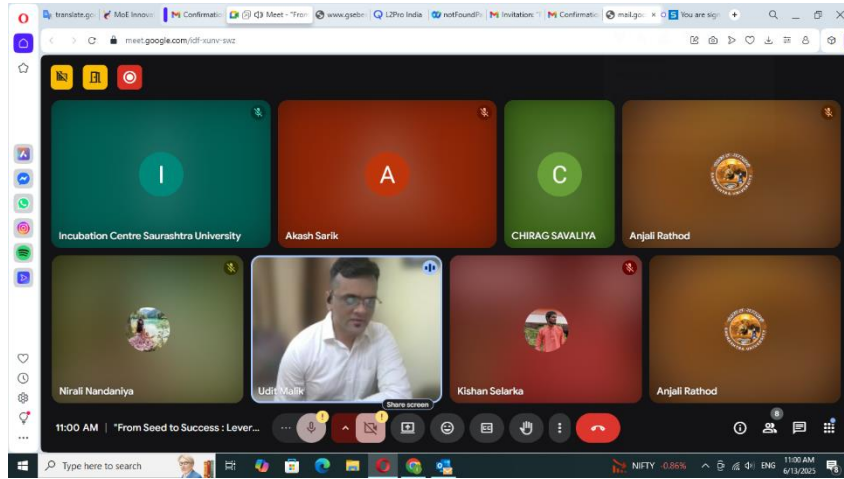 translate.go
MoE Innova
Confirmatio
Meet - "Fron
www.gseb
L2Pro India
notFoundP
Invitation: "
Confirmatio
mail.goo
You are sign
meet.google.com/idf-xunv-swz
I
A
C
Incubation Centre Saurashtra University
Akash Sarik
CHIRAG SAVALIYA
Anjali Rathod
Nirali Nandaniya
Udit Malik
Kishan Selarka
Anjali Rathod
Share screen
8
11:00 AM | "From Seed to Success : Lever...
Type here to search
NIFTY -0.86%
ENG
11:00 AM
6/13/2025